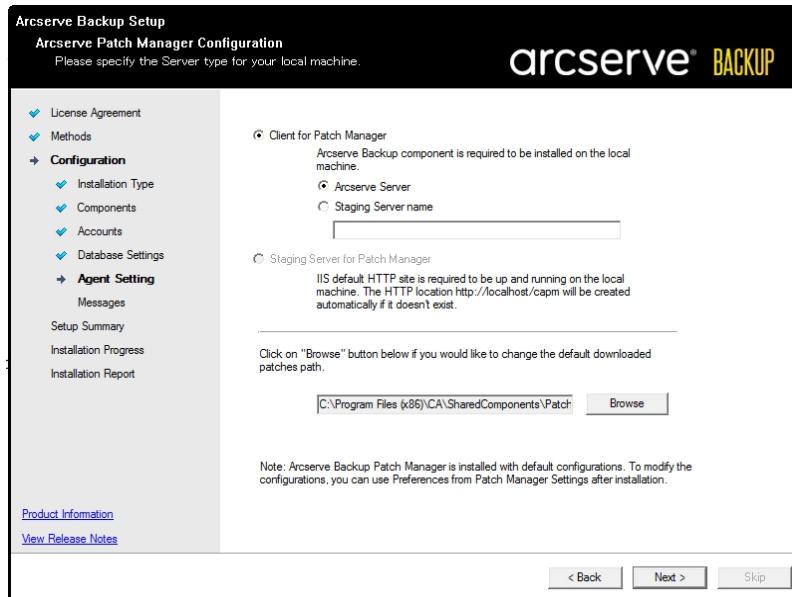 Arcserve Backup Setup
Arcserve Patch Manager Configuration
Please specify the Server type for your local machine.
arcserve® BACKUP
License Agreement
Methods
Configuration
Installation Type
Components
Accounts
Database Settings
Agent Setting
Messages
Setup Summary
Installation Progress
Installation Report
Product Information
View Release Notes
Client for Patch Manager
Arcserve Backup component is required to be installed on the local
machine.
Arcserve Server
Staging Server name
Staging Server for Patch Manager
IIS default HTTP site is required to be up and running on the local
machine. The HTTP location http://localhost/capm will be created
automatically if it doesn't exist.
Click on "Browse" button below if you would like to change the default downloaded
patches path.
C:\Program Files (x86)\CA\SharedComponents\Patch
Browse
Note: Arcserve Backup Patch Manager is installed with default configurations. To modify the
configurations, you can use Preferences from Patch Manager Settings after installation.
< Back
Next >
Skip